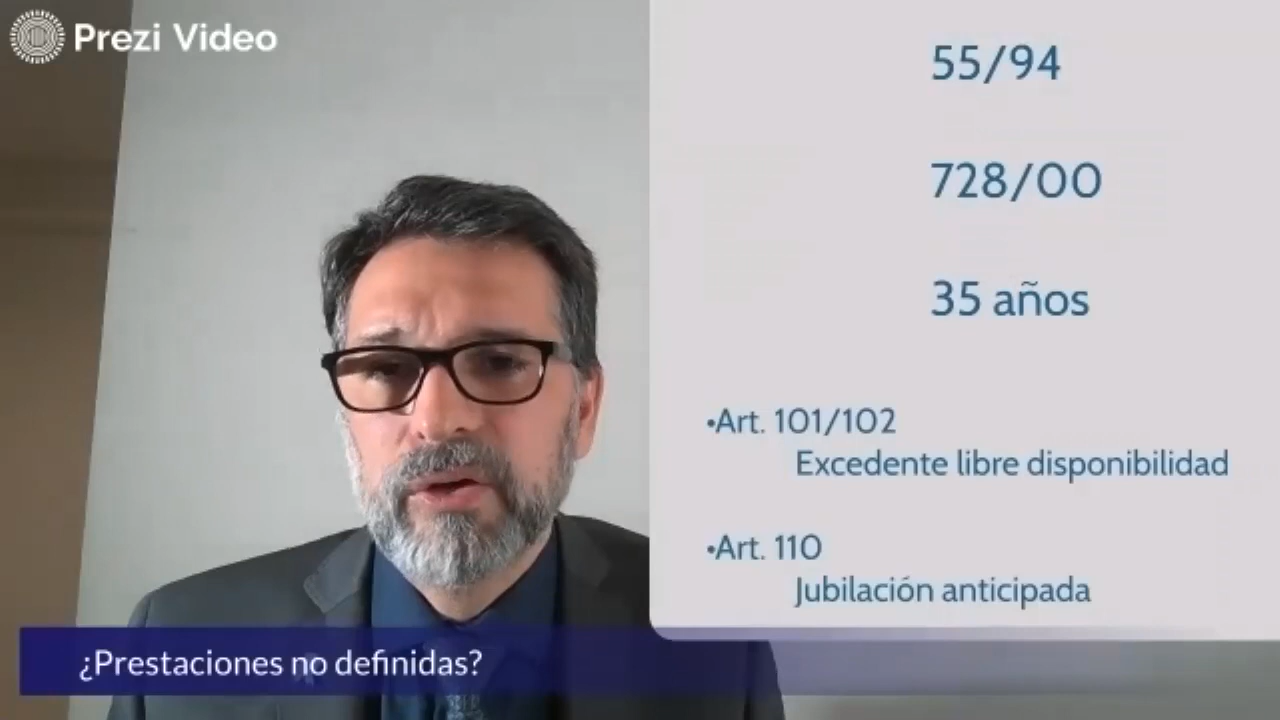 Prezi Video
55/94
728/00
35 años
•Art. 101/102
Excedente libre disponibilidad
•Art. 110
Jubilación anticipada
¿Prestaciones no definidas?